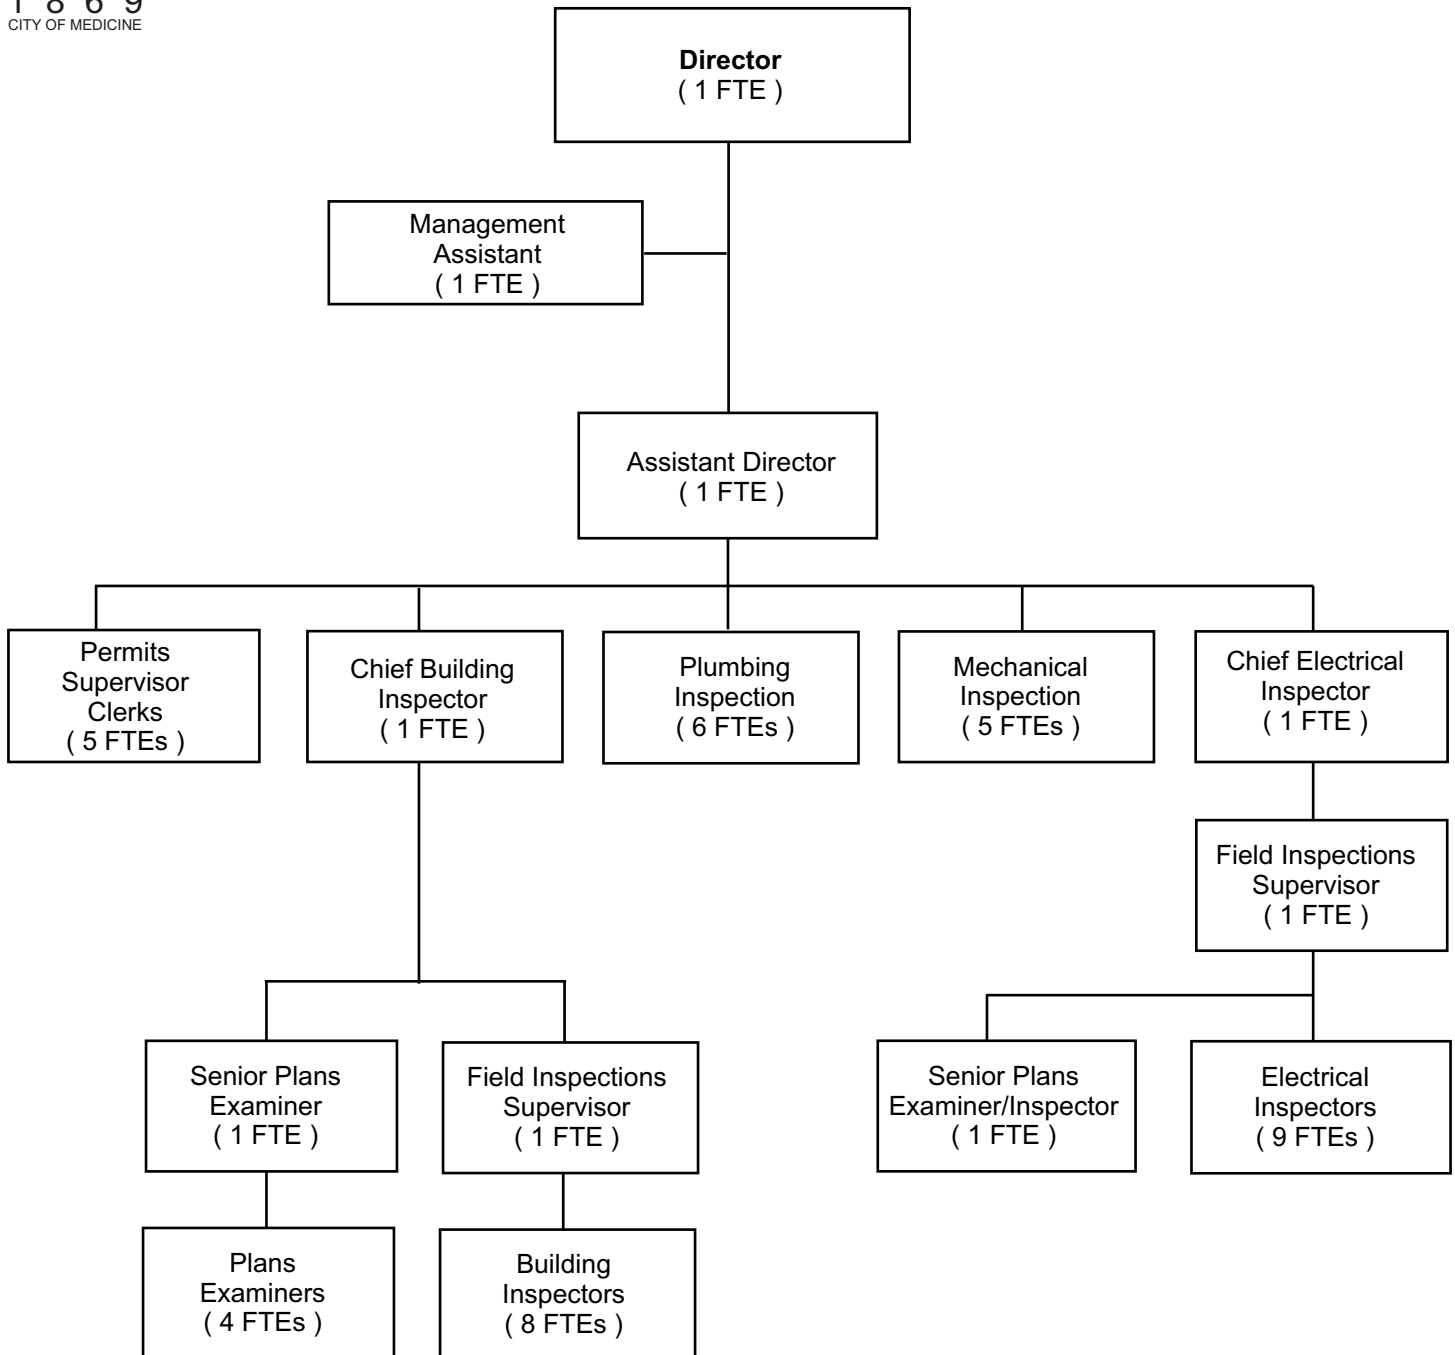 1 8 6 9
CITY OF MEDICINE
Director
( 1 FTE )
Management
Assistant
( 1 FTE )
Assistant Director
( 1 FTE )
Permits
Supervisor
Clerks
( 5 FTEs )
Chief Building
Inspector
( 1 FTE )
Plumbing
Inspection
( 6 FTEs )
Mechanical
Inspection
( 5 FTEs )
Chief Electrical
Inspector
( 1 FTE )
Field Inspections
Supervisor
( 1 FTE )
Senior Plans
Examiner
( 1 FTE )
Field Inspections
Supervisor
( 1 FTE )
Senior Plans
Examiner/Inspector
( 1 FTE )
Electrical
Inspectors
( 9 FTEs )
Plans
Examiners
( 4 FTEs )
Building
Inspectors
( 8 FTEs )